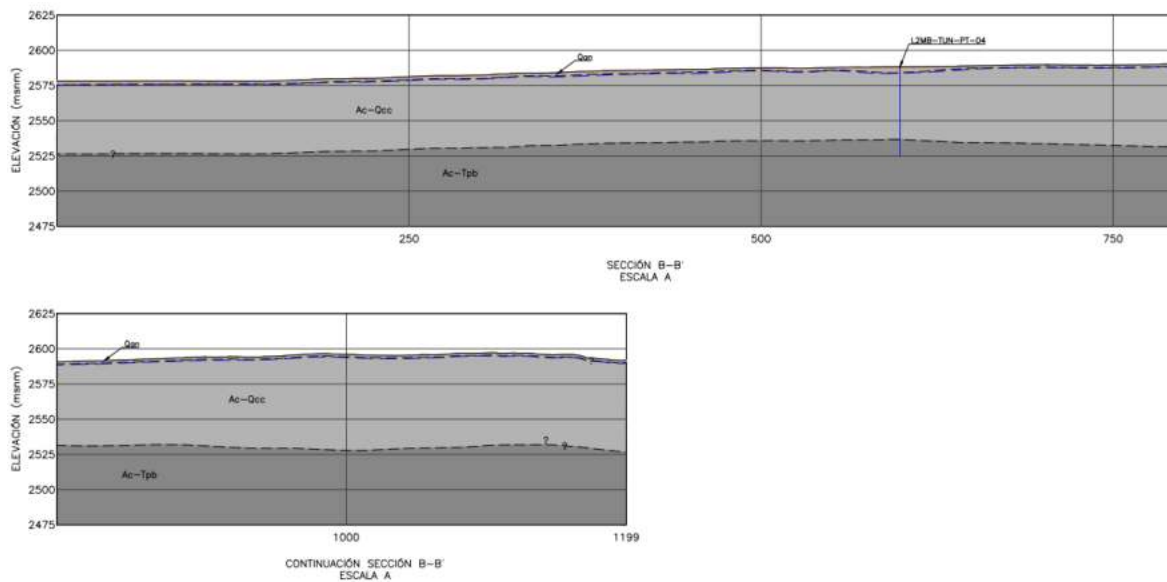 2625
2600
2575
2550
2525
2500
2475
ELEVACIÓN (msnm)
Qan
L2MB-TUN-PT-04
Ac-Qcc
?
Ac-Tpb
250
500
750
SECCIÓN B-B'
ESCALA A
2625
2600
2575
2550
2525
2500
2475
ELEVACIÓN (msnm)
Qan
Ac-Qcc
?
?
Ac-Tpb
1000
1199
CONTINUACIÓN SECCIÓN B-B'
ESCALA A